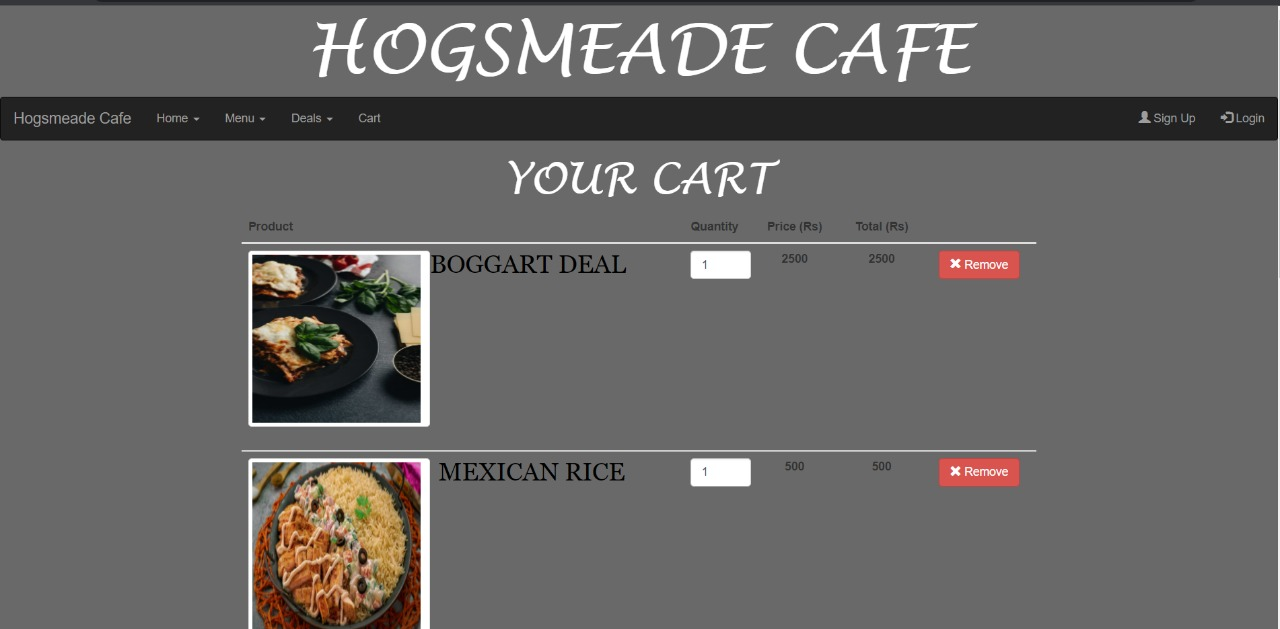 HOGSMEADE CAFE
Hogsmeade Cafe Home Menu Deals Cart Sign Up Login
YOUR CART
Product Quantity Price (Rs) Total (Rs)
BOGGART DEAL 1 2500 2500 Remove
MEXICAN RICE 1 500 500 Remove